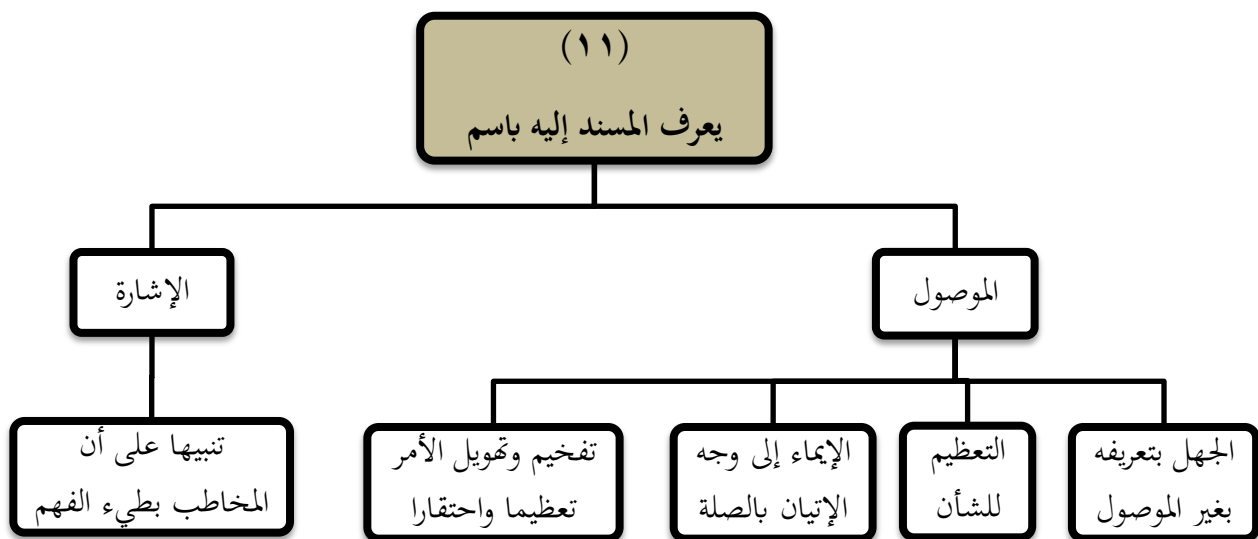 (١١)
يعرف المسند إليه باسم
الموصول
الإشارة
الجهل بتعريفه
بغير الموصول
التعظيم
للشأن
الإيماء إلى وجه
الإتيان بالصلة
تفخيم وتهويل الأمر
تعظيما واحتقارا
تنبيها على أن
المخاطب بطيء الفهم